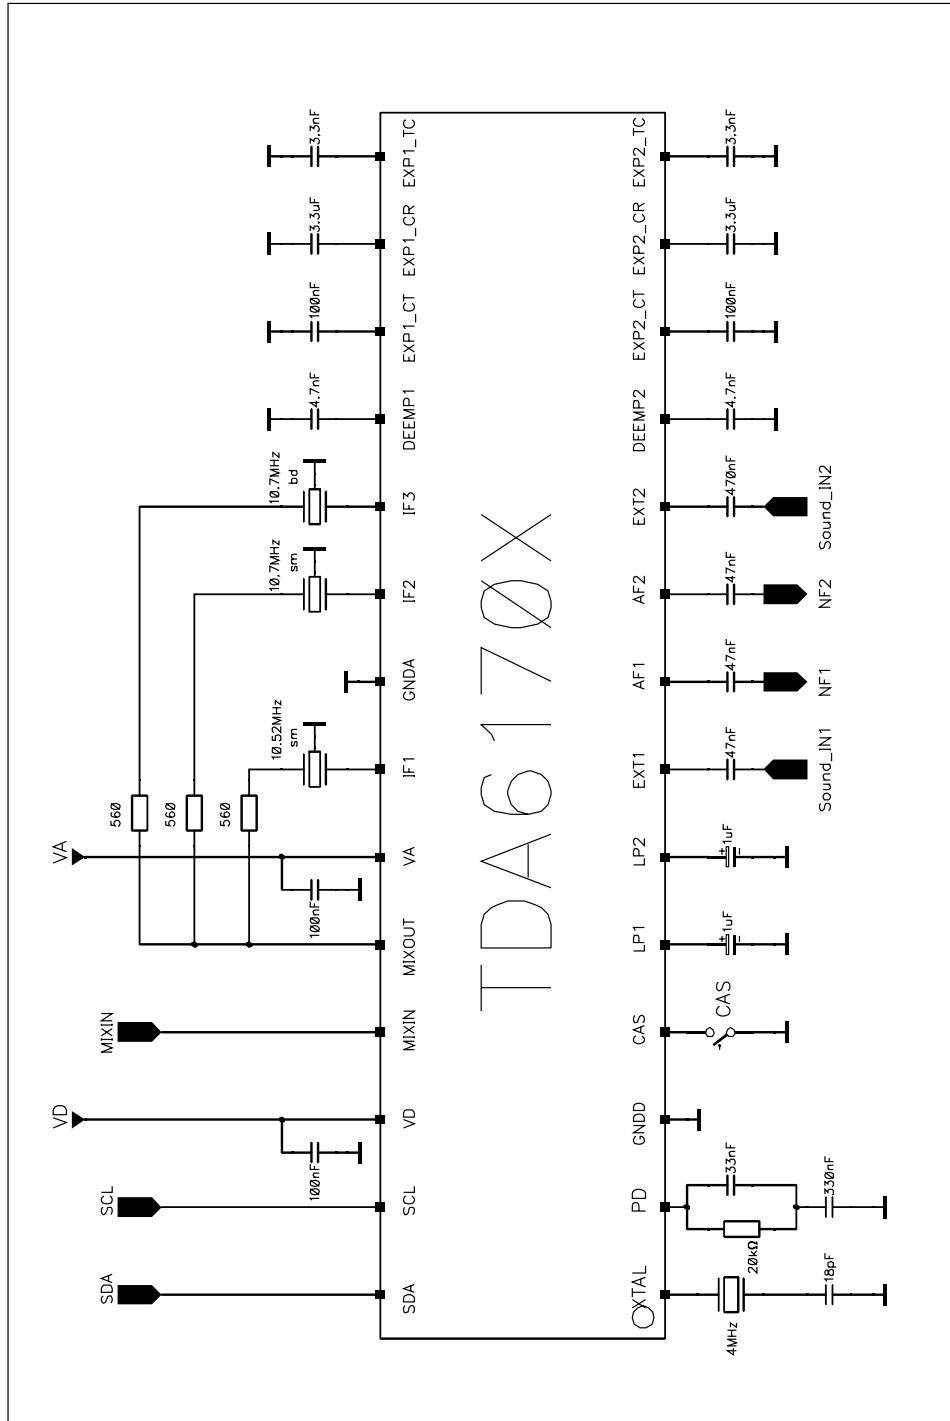 3.3nF
EXP1_TC
3.3uF
EXP1_CR
100nF
EXP1_CT
4.7nF
DEEMP1
10.7MHz
bd
IF3
10.7MHz
sm
IF2
GNDA
10.52MHz
sm
IF1
560
560
560
VA
VA
100nF
MIXOUT
MIXIN
MIXIN
VD
VD
100nF
SCL
SCL
SDA
SDA
TDA6170X
EXP2_TC
3.3nF
EXP2_CR
3.3uF
EXP2_CT
100nF
DEEMP2
4.7nF
EXT2
470nF
Sound_IN2
AF2
47nF
NF2
AF1
47nF
NF1
EXT1
47nF
Sound_IN1
LP2
+
1uF
-
LP1
+
1uF
-
CAS
CAS
GNDD
PD
33nF
20kΩ
330nF
XTAL
4MHz
18pF